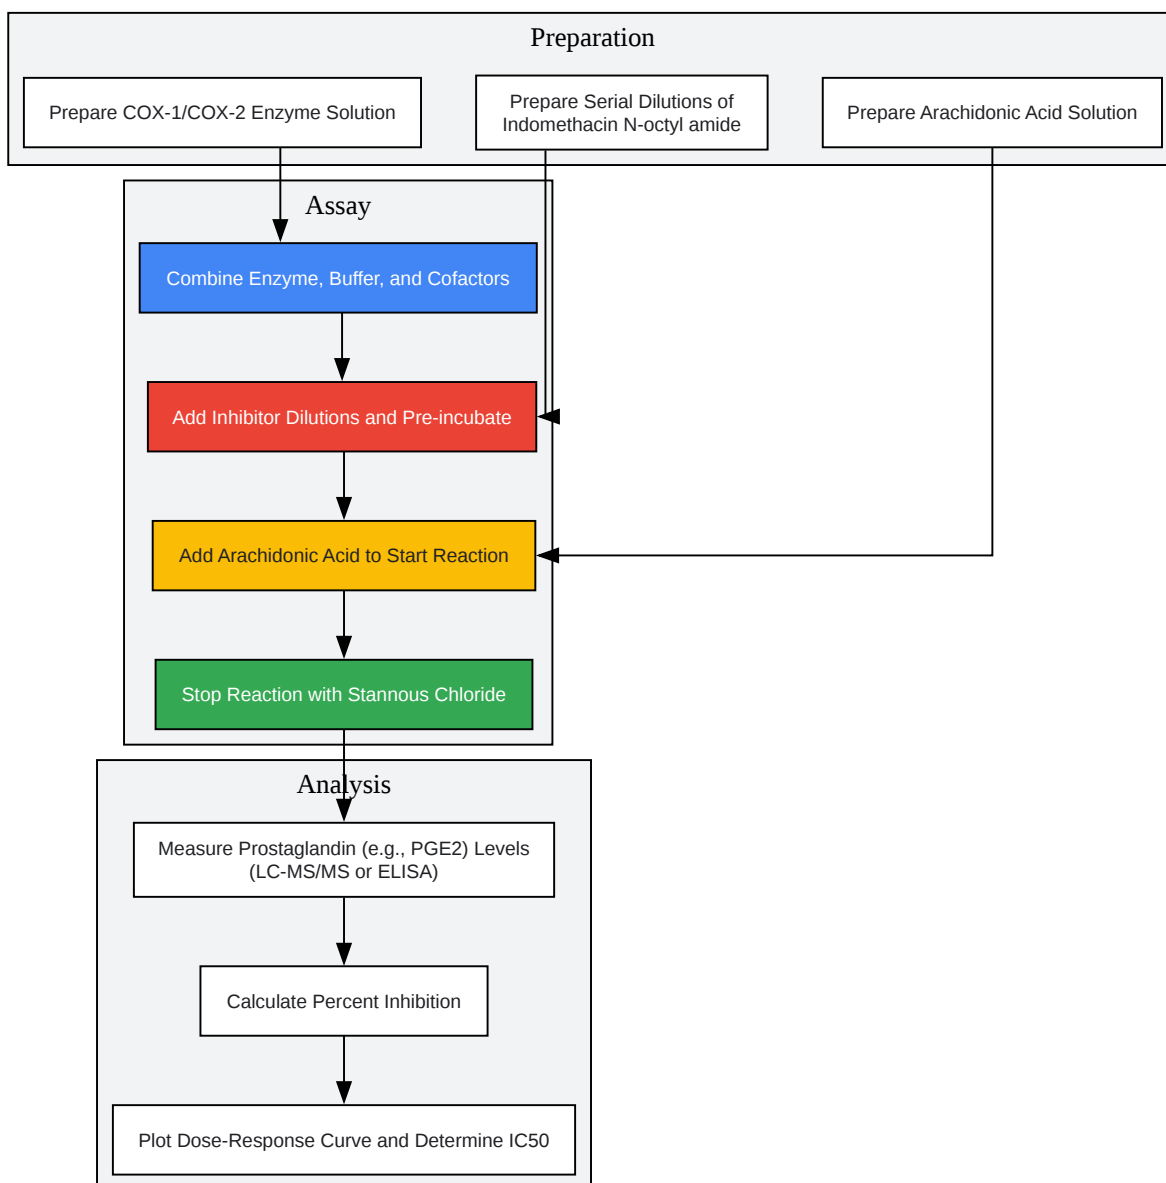 Preparation
Prepare COX-1/COX-2 Enzyme Solution
Prepare Serial Dilutions of
Indomethacin N-octyl amide
Prepare Arachidonic Acid Solution
Assay
Combine Enzyme, Buffer, and Cofactors
Add Inhibitor Dilutions and Pre-incubate
Add Arachidonic Acid to Start Reaction
Stop Reaction with Stannous Chloride
Analysis
Measure Prostaglandin (e.g., PGE2) Levels
(LC-MS/MS or ELISA)
Calculate Percent Inhibition
Plot Dose-Response Curve and Determine IC50